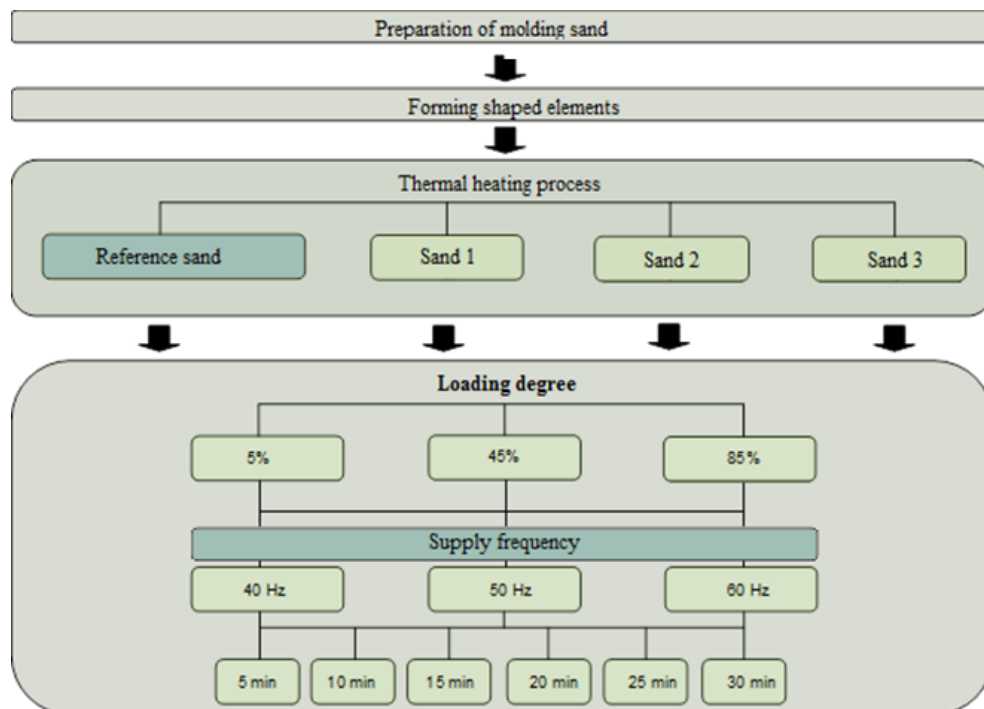 Preparation of molding sand
Forming shaped elements
Thermal heating process
Reference sand
Sand 1
Sand 2
Sand 3
Loading degree
5%
45%
85%
Supply frequency
40 Hz
50 Hz
60 Hz
5 min
10 min
15 min
20 min
25 min
30 min